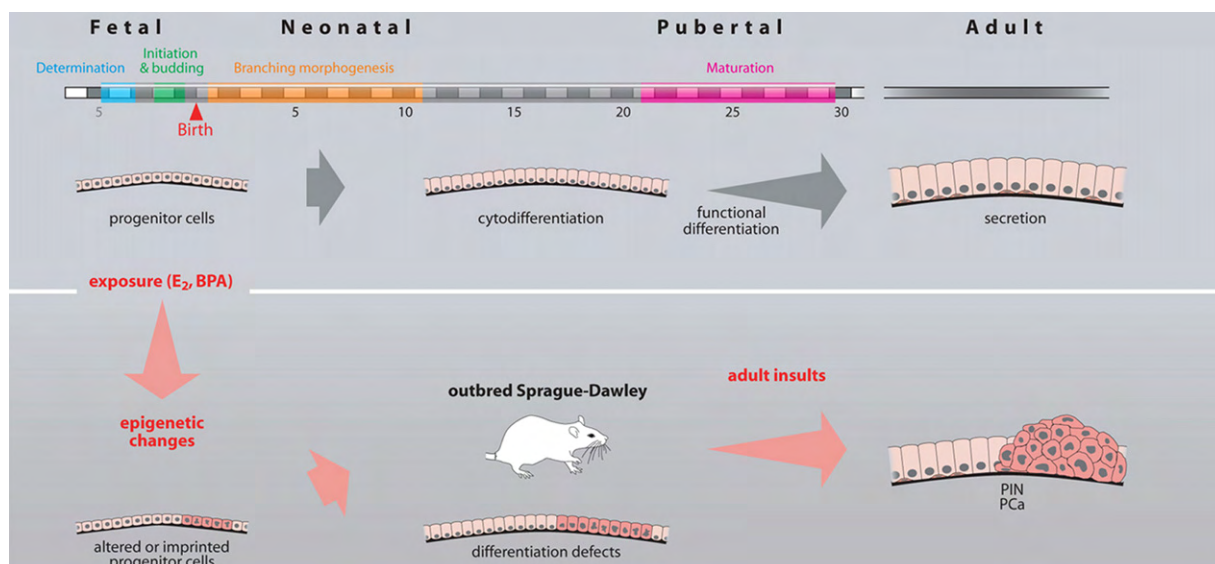 Fetal Neonatal Pubertal Adult
Determination
Initiation
& budding
Branching morphogenesis
Maturation
5 5 10 15 20 25 30
Birth
progenitor cells
cytodifferentiation
functional
differentiation
secretion
exposure (E₂, BPA)
epigenetic
changes
outbred Sprague-Dawley
adult insults
PIN
PCa
altered or imprinted
progenitor cells
differentiation defects